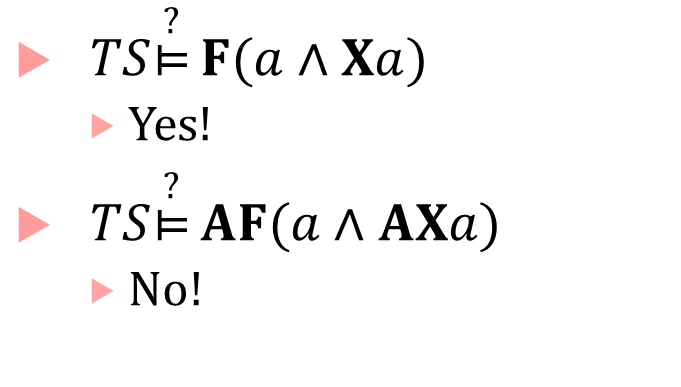 TS ⊨? F(a ∧ Xa)
Yes!
TS ⊨? AF(a ∧ AXa)
No!